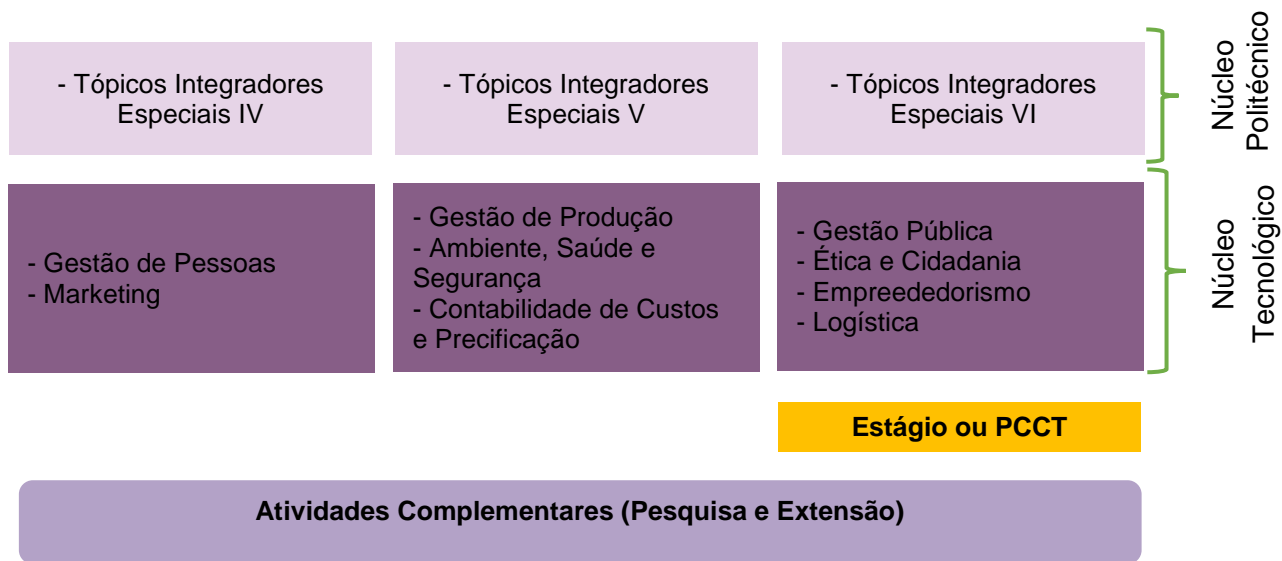 - Tópicos Integradores
Especiais IV
- Tópicos Integradores
Especiais V
- Tópicos Integradores
Especiais VI
Núcleo
Politécnico
- Gestão de Pessoas
- Marketing
- Gestão de Produção
- Ambiente, Saúde e
Segurança
- Contabilidade de Custos
e Precificação
- Gestão Pública
- Ética e Cidadania
- Empreededorismo
- Logística
Núcleo
Tecnológico
Estágio ou PCCT
Atividades Complementares (Pesquisa e Extensão)